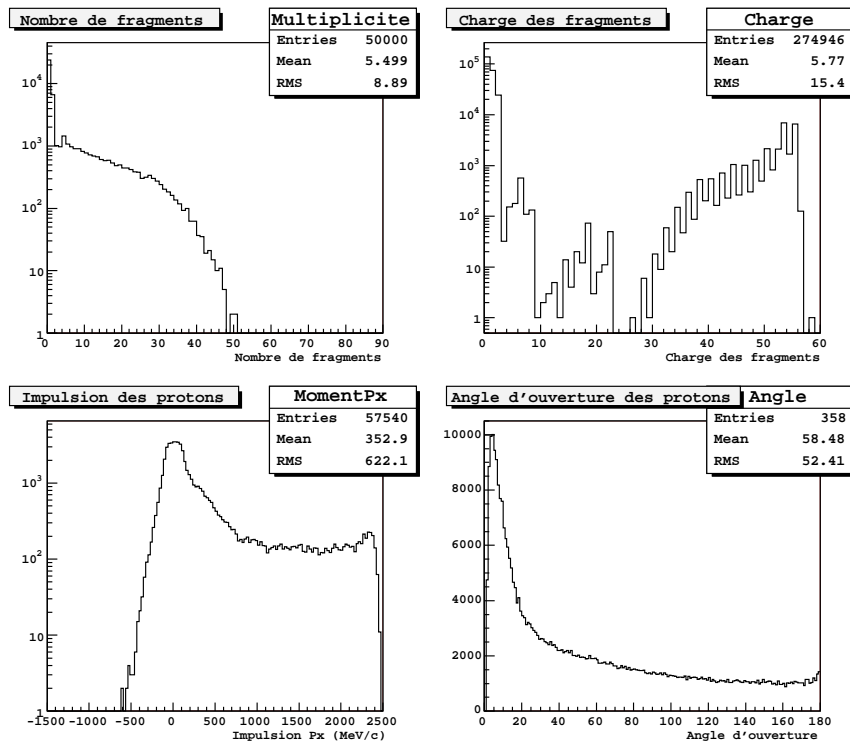 Nombre de fragments
Multiplicite
Entries 50000
Mean 5.499
RMS 8.89
10^4
10^3
10^2
10
1
0 10 20 30 40 50 60 70 80 90
Nombre de fragments
Charge des fragments
Charge
Entries 274946
Mean 5.77
RMS 15.4
10^5
10^4
10^3
10^2
10
1
0 10 20 30 40 50 60
Charge des fragments
Impulsion des protons
MomentPx
Entries 57540
Mean 352.9
RMS 622.1
10^3
10^2
10
1
-1500 -1000 -500 0 500 1000 1500 2000 2500
Impulsion Px (MeV/c)
Angle d'ouverture des protons
Angle
Entries 358
Mean 58.48
RMS 52.41
10000
8000
6000
4000
2000
0
0 20 40 60 80 100 120 140 160 180
Angle d'ouverture